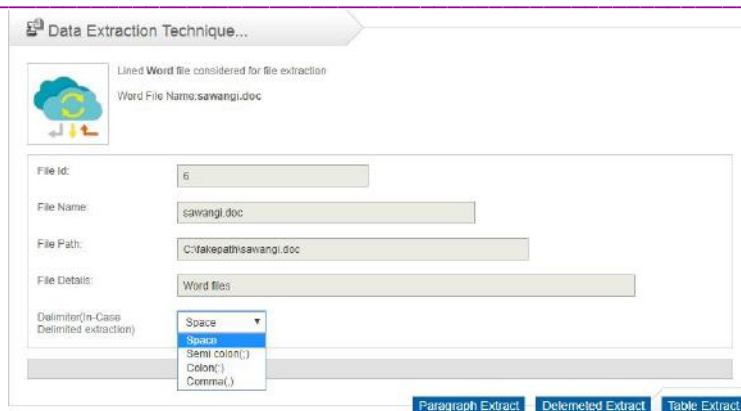 Data Extraction Technique...
Lined Word file considered for file extraction
Word File Name:sawangi.doc
File Id:
6
File Name:
sawangi.doc
File Path:
C:\fakepath\sawangi.doc
File Details:
Word files
Delimiter(In-Case
Delimited extraction)
Space
Space
Semi colon(;)
Colon(:)
Comma(,)
Paragraph Extract
Delemeted Extract
Table Extract